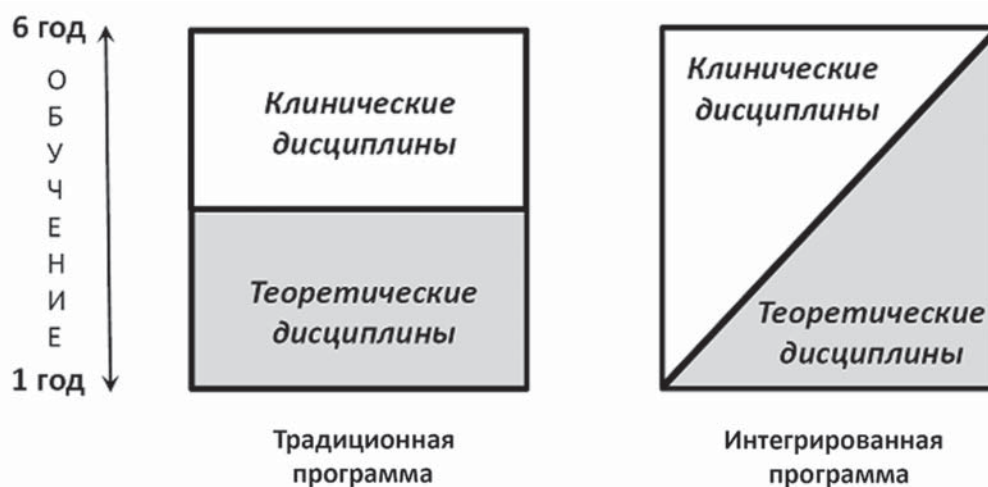 6 год
О
Б
У
Ч
Е
Н
И
Е
1 год
Клинические
дисциплины
Теоретические
дисциплины
Традиционная
программа
Клинические
дисциплины
Теоретические
дисциплины
Интегрированная
программа